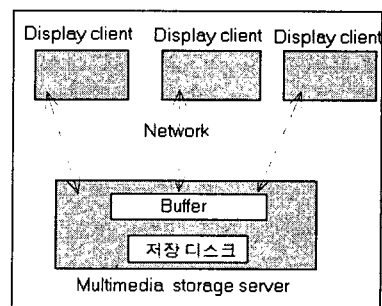 Display client Display client Display client
Network
Buffer
저장 디스크
Multimedia storage server